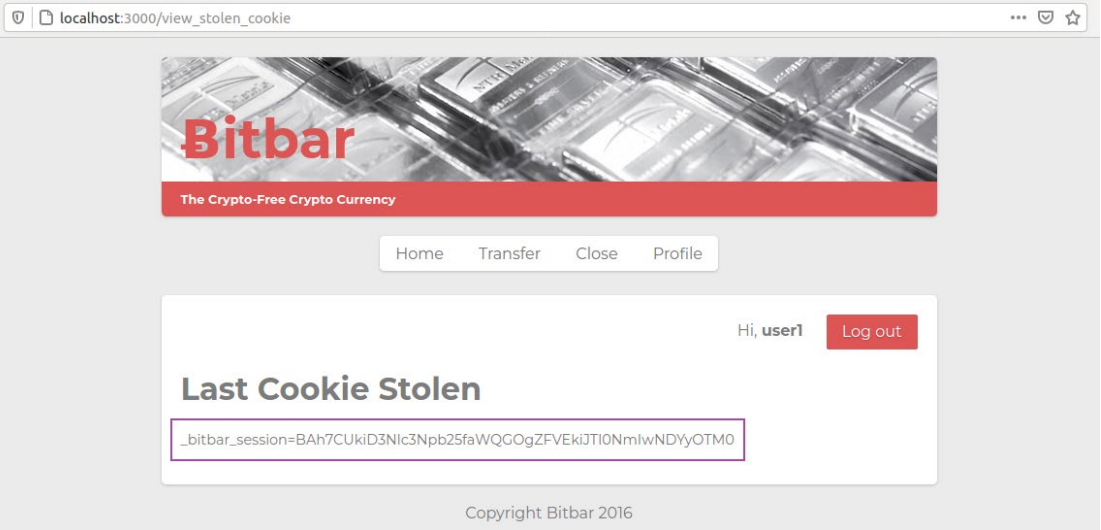 localhost:3000/view_stolen_cookie
Ƀitbar
The Crypto-Free Crypto Currency
Home Transfer Close Profile
Hi, user1 Log out
Last Cookie Stolen
_bitbar_session=BAh7CUkiD3Nlc3Npb25faWQGOgZFVEkiJTI0NmIwNDYyOTM0
Copyright Bitbar 2016